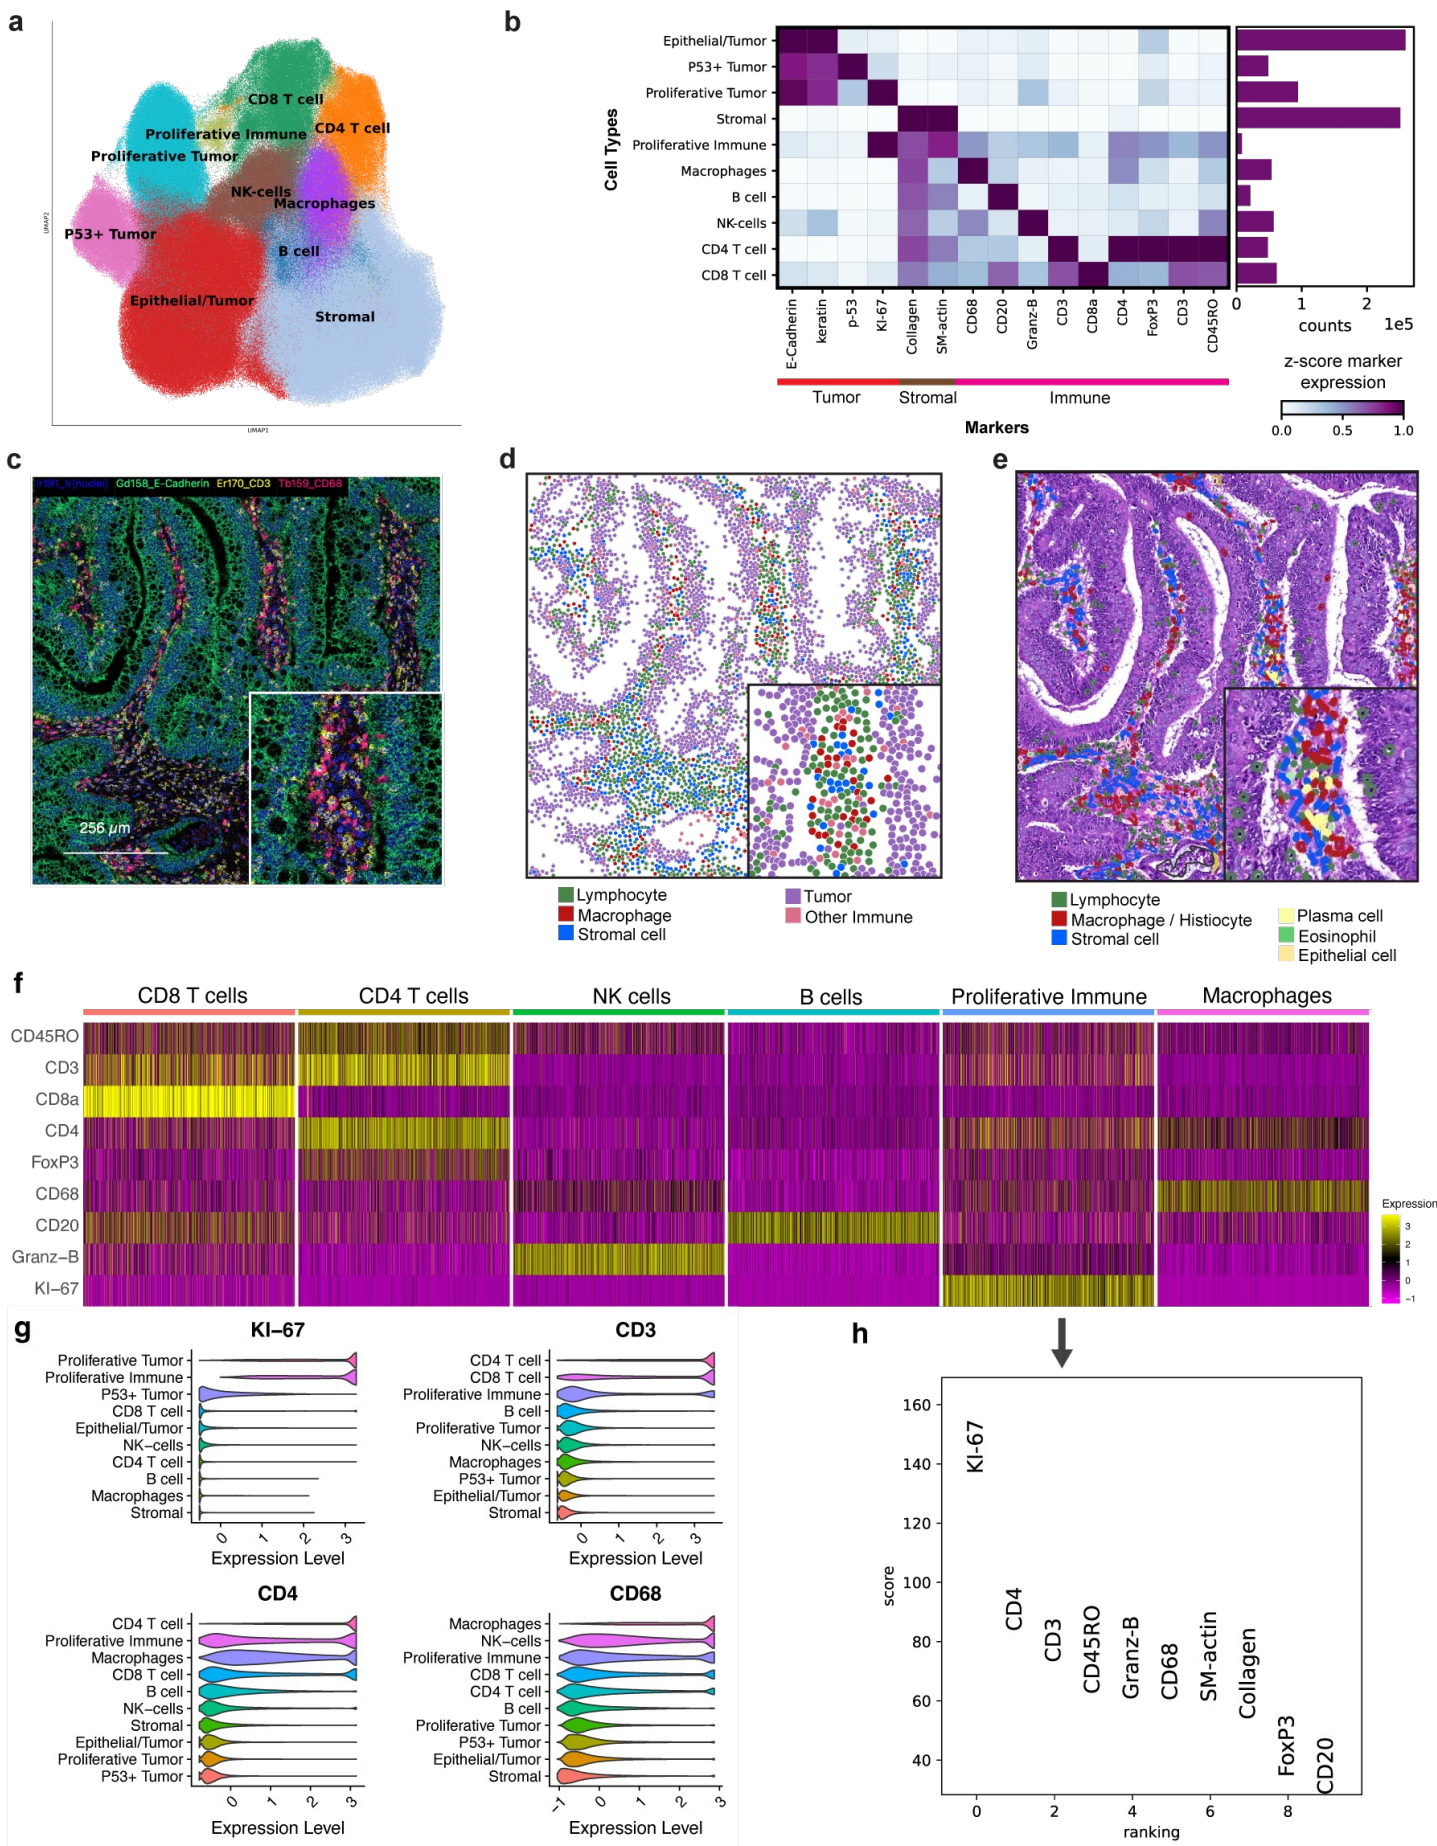 a
CD8 T cell
Proliferative Immune
CD4 T cell
Proliferative Tumor
NK-cells
Macrophages
P53+ Tumor
B cell
Epithelial/Tumor
Stromal
UMAP2
UMAP1
b
Cell Types
Epithelial/Tumor
P53+ Tumor
Proliferative Tumor
Stromal
Proliferative Immune
Macrophages
B cell
NK-cells
CD4 T cell
CD8 T cell
E-Cadherin
keratin
p-53
KI-67
Collagen
SM-actin
CD68
CD20
Granz-B
CD3
CD8a
CD4
FoxP3
CD3
CD45RO
Tumor Stromal Immune
Markers
0 1 2
counts 1e5
z-score marker
expression
0.0 0.5 1.0
c
Ir191_Ir(nuclei) Gd158_E-Cadherin Er170_CD3 Tb159_CD68
256 µm
d
Lymphocyte
Macrophage
Stromal cell
Tumor
Other Immune
e
Lymphocyte
Macrophage / Histiocyte
Stromal cell
Plasma cell
Eosinophil
Epithelial cell
f
CD8 T cells CD4 T cells NK cells B cells Proliferative Immune Macrophages
CD45RO
CD3
CD8a
CD4
FoxP3
CD68
CD20
Granz−B
KI−67
Expression
3
2
1
0
−1
g
KI−67
Proliferative Tumor
Proliferative Immune
P53+ Tumor
CD8 T cell
Epithelial/Tumor
NK−cells
CD4 T cell
B cell
Macrophages
Stromal
0 1 2 3
Expression Level
CD3
CD4 T cell
CD8 T cell
Proliferative Immune
B cell
Proliferative Tumor
NK−cells
Macrophages
P53+ Tumor
Epithelial/Tumor
Stromal
0 1 2 3
Expression Level
CD4
CD4 T cell
Proliferative Immune
Macrophages
CD8 T cell
B cell
NK−cells
Stromal
Epithelial/Tumor
Proliferative Tumor
P53+ Tumor
0 1 2 3
Expression Level
CD68
Macrophages
NK−cells
Proliferative Immune
CD8 T cell
CD4 T cell
B cell
Proliferative Tumor
P53+ Tumor
Epithelial/Tumor
Stromal
−1 0 1 2 3
Expression Level
h
score
160
140
120
100
80
60
40
KI-67
CD4
CD3
CD45RO
Granz-B
CD68
SM-actin
Collagen
FoxP3
CD20
0 2 4 6 8
ranking